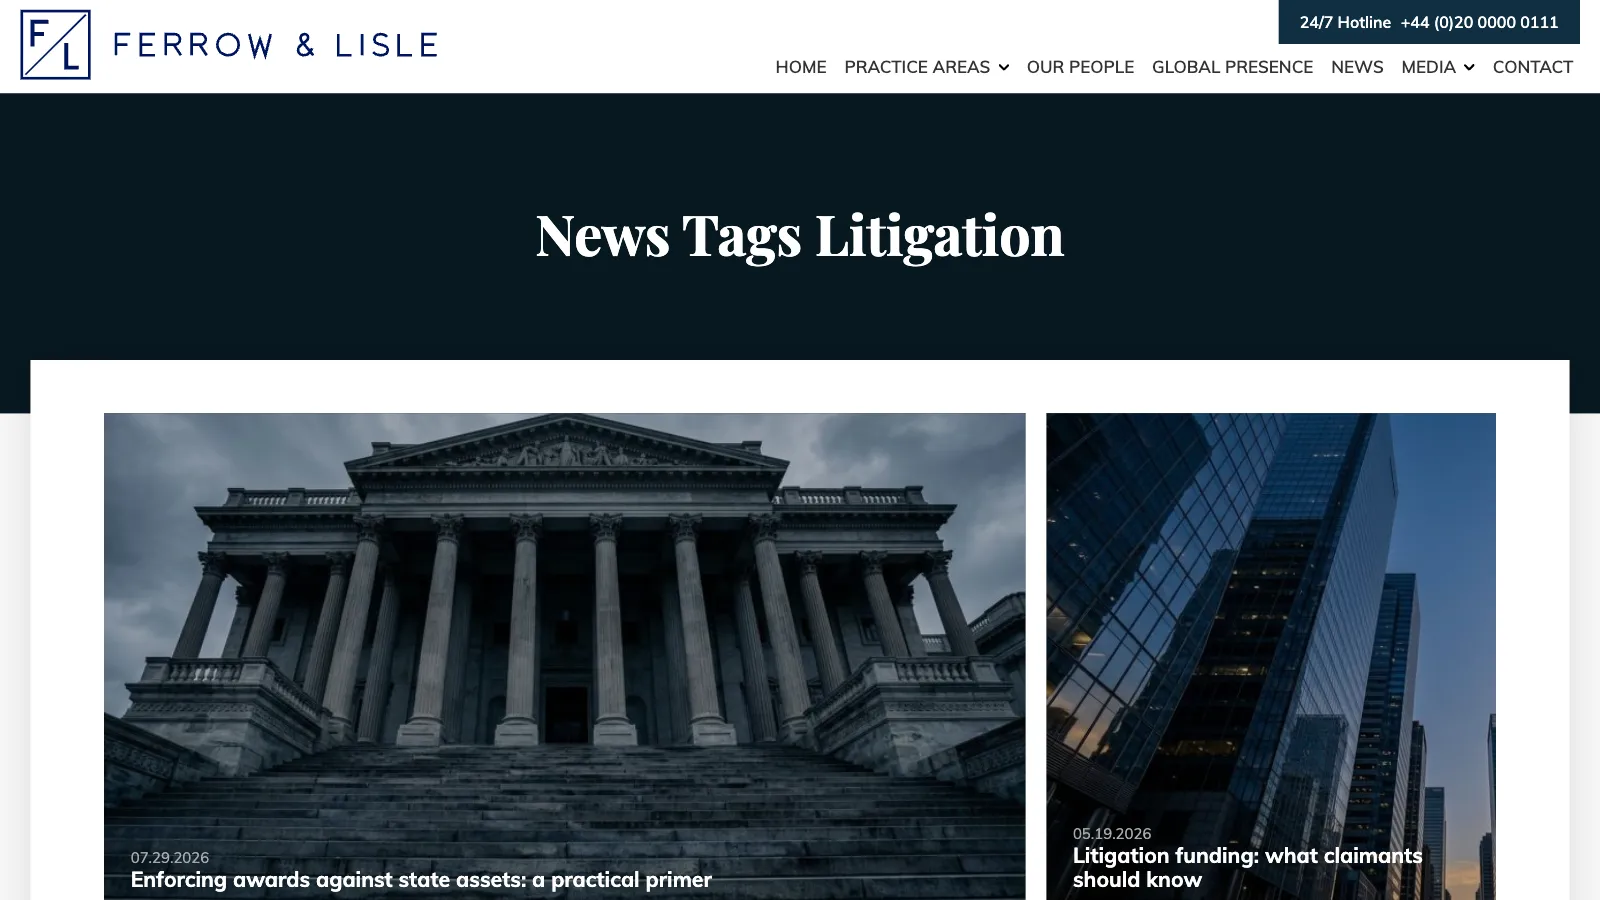 F
L
FERROW & LISLE
24/7 Hotline +44 (0)20 0000 0111
HOME PRACTICE AREAS OUR PEOPLE GLOBAL PRESENCE NEWS MEDIA CONTACT
News Tags Litigation
07.29.2026
Enforcing awards against state assets: a practical primer
05.19.2026
Litigation funding: what claimants
should know